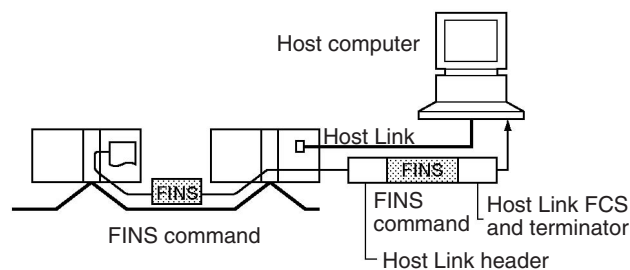 Host computer
Host Link
FINS
FINS
FINS command
FINS
command
Host Link FCS
and terminator
Host Link header